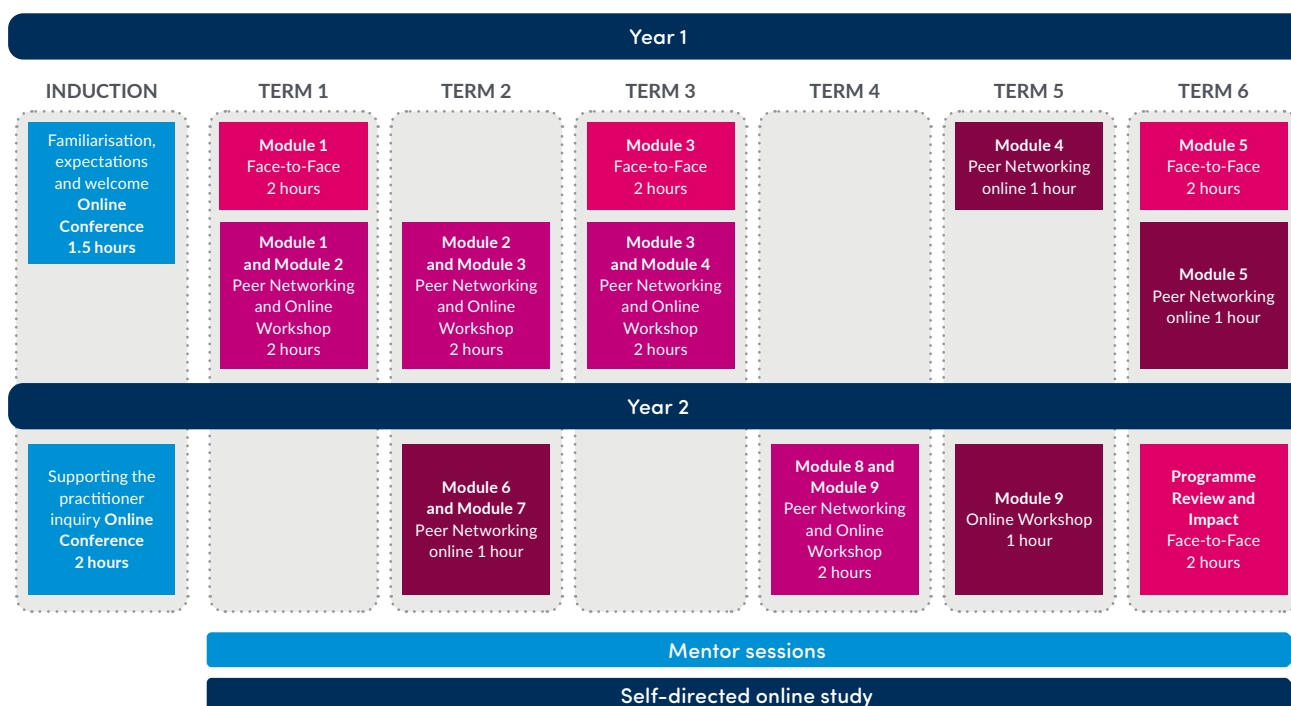 Year 1
INDUCTION
TERM 1
TERM 2
TERM 3
TERM 4
TERM 5
TERM 6
Familiarisation,
expectations
and welcome
Online
Conference
1.5 hours
Module 1
Face-to-Face
2 hours
Module 1
and Module 2
Peer Networking
and Online
Workshop
2 hours
Module 2
and Module 3
Peer Networking
and Online
Workshop
2 hours
Module 3
Face-to-Face
2 hours
Module 3
and Module 4
Peer Networking
and Online
Workshop
2 hours
Module 4
Peer Networking
online 1 hour
Module 5
Face-to-Face
2 hours
Module 5
Peer Networking
online 1 hour
Year 2
Supporting the
practitioner
inquiry Online
Conference
2 hours
Module 6
and Module 7
Peer Networking
online 1 hour
Module 8 and
Module 9
Peer Networking
and Online
Workshop
2 hours
Module 9
Online Workshop
1 hour
Programme
Review and
Impact
Face-to-Face
2 hours
Mentor sessions
Self-directed online study